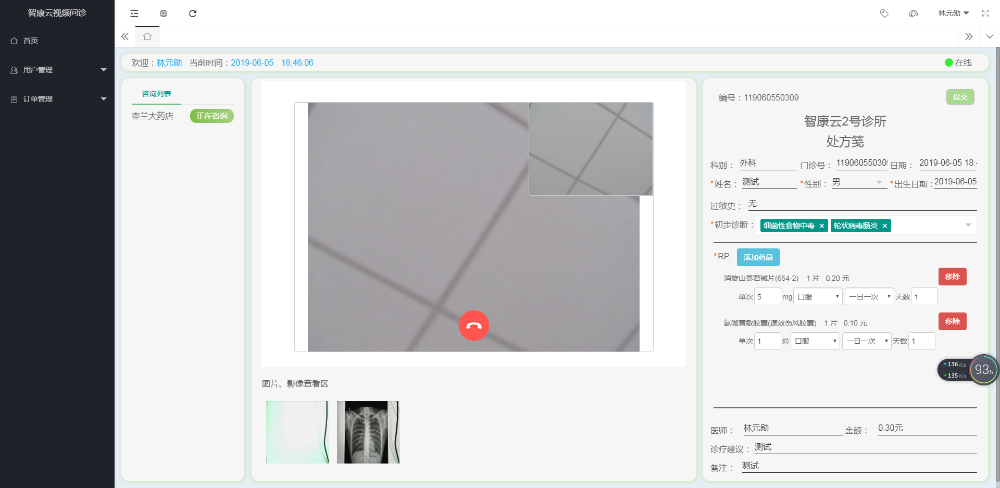 智康云视频问诊
林元勋
首页
用户管理
订单管理
欢迎：林元勋 当前时间：2019-06-05 18:46:06
在线
咨询列表
壶兰大药店 正在咨询
图片、影像查看区
编号：119060550309 提交
智康云2号诊所
处方笺
科别： 外科 门诊号： 119060550309 日期： 2019-06-05 18:
*姓名： 测试 *性别： 男 *出生日期：2019-06-05
过敏史： 无
*初步诊断： 细菌性食物中毒 × 轮状病毒肠炎 ×
*RP: 添加药品
消旋山莨菪碱片(654-2) 1 片 0.20 元 移除
单次 5 mg 口服 一日一次 天数 1
氨咖黄敏胶囊(速效伤风胶囊) 1 片 0.10 元 移除
单次 1 粒 口服 一日一次 天数 1
136K/s
135K/s
93%
医师： 林元勋 金额： 0.30元
诊疗建议： 测试
备注： 测试